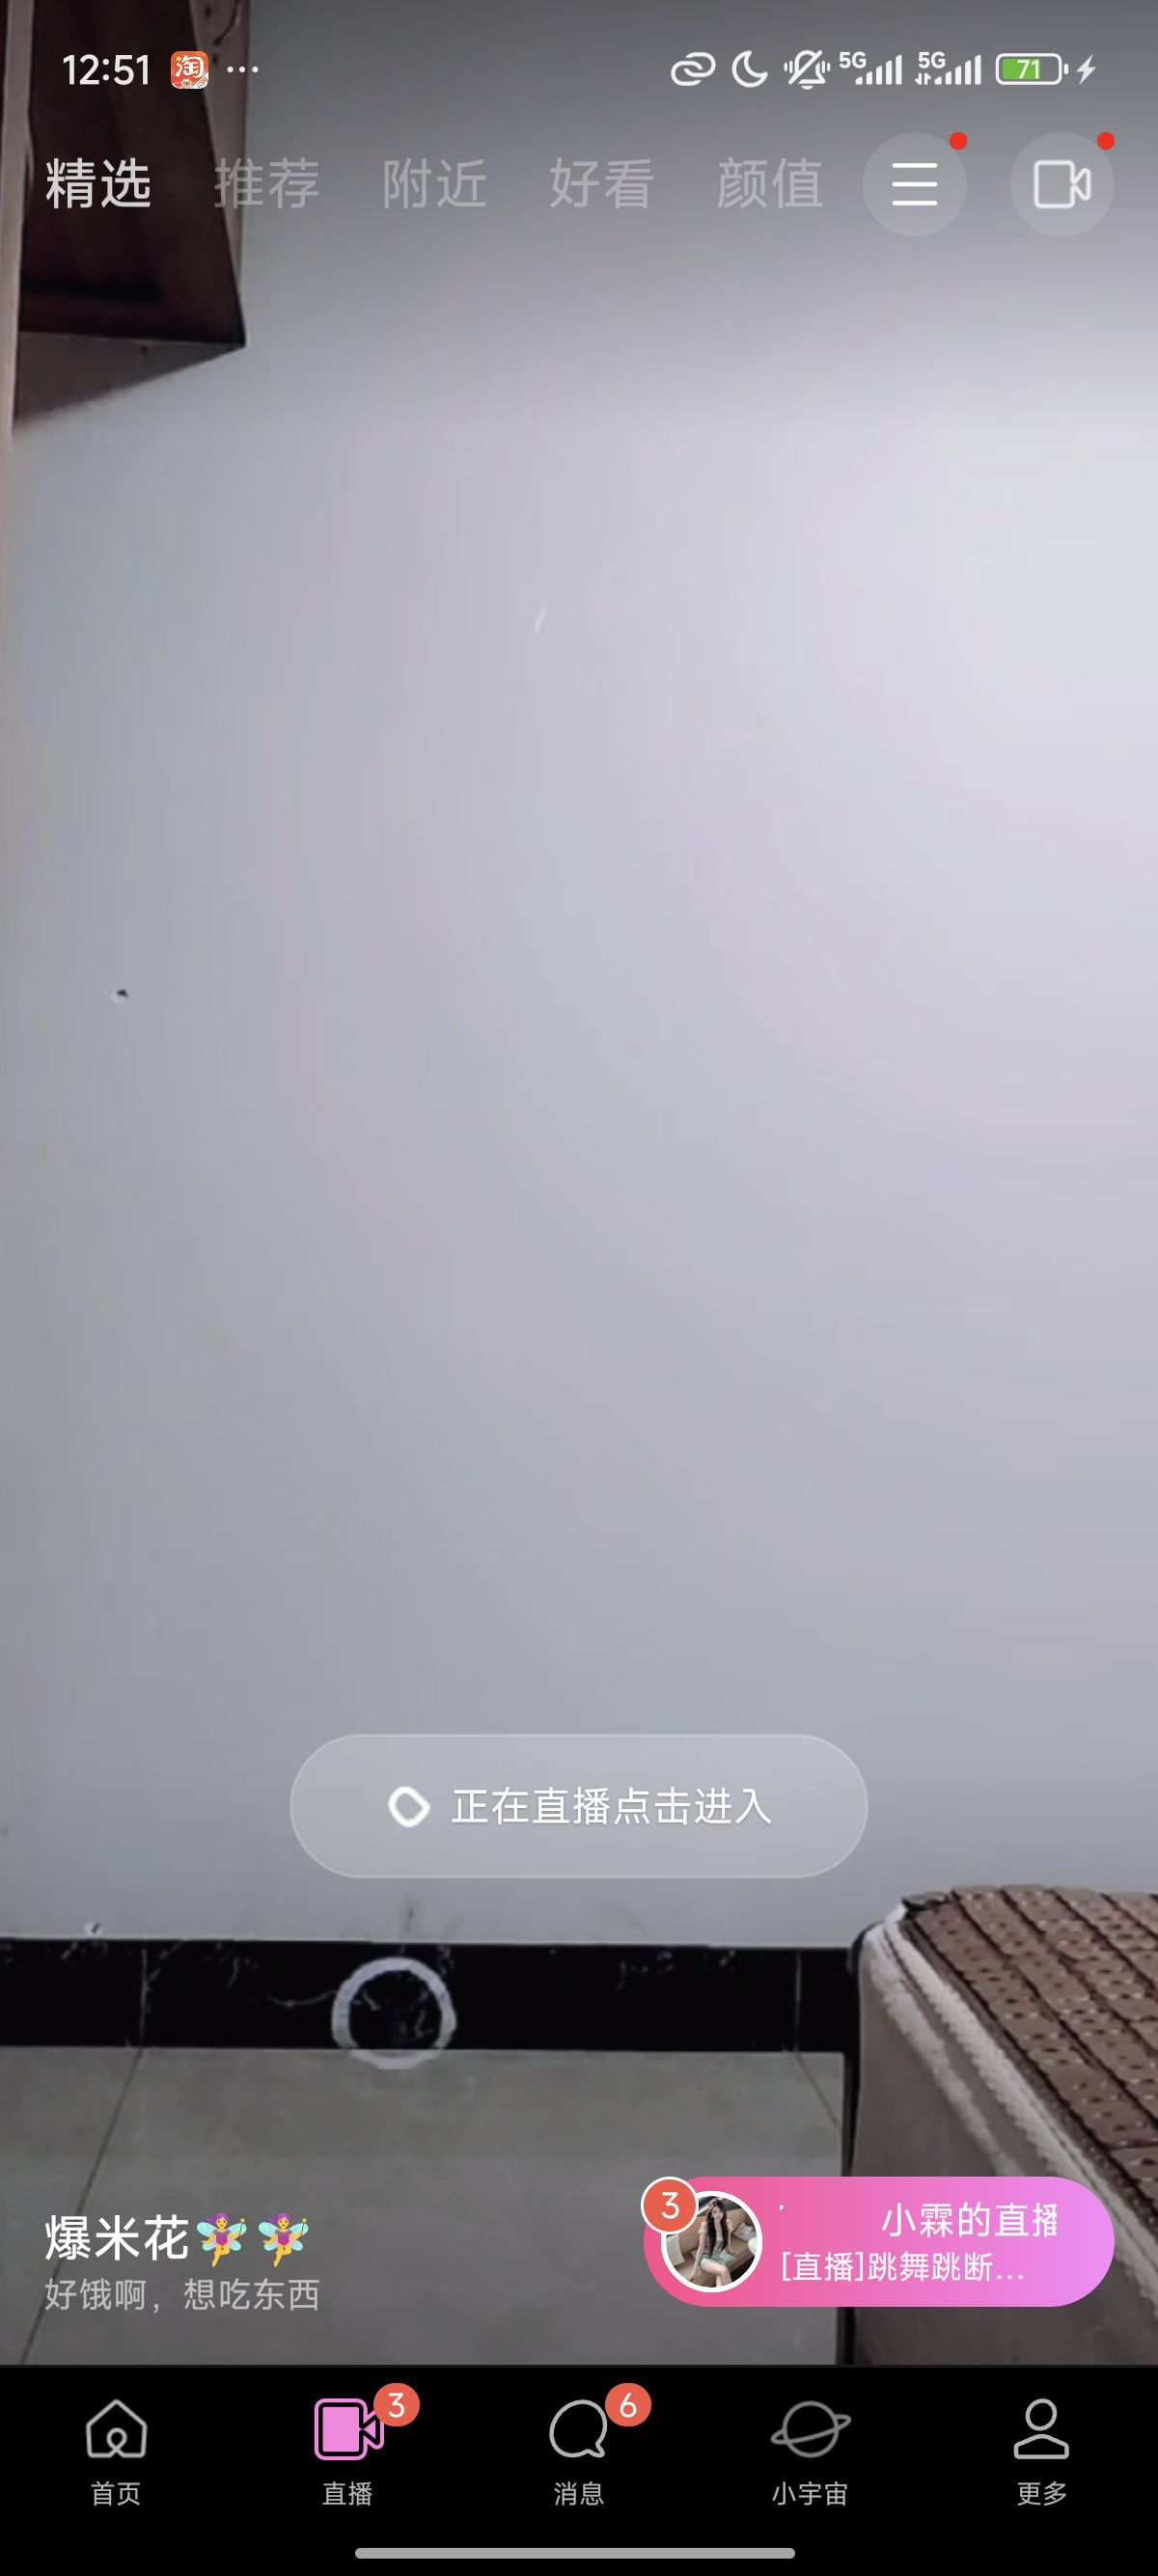 12:51 淘 ... 5G 5G 71
精选 推荐 附近 好看 颜值
正在直播点击进入
爆米花🧚‍♀️🧚‍♀️
好饿啊，想吃东西
3
小霖的直播
[直播]跳舞跳断...
3 6
首页 直播 消息 小宇宙 更多